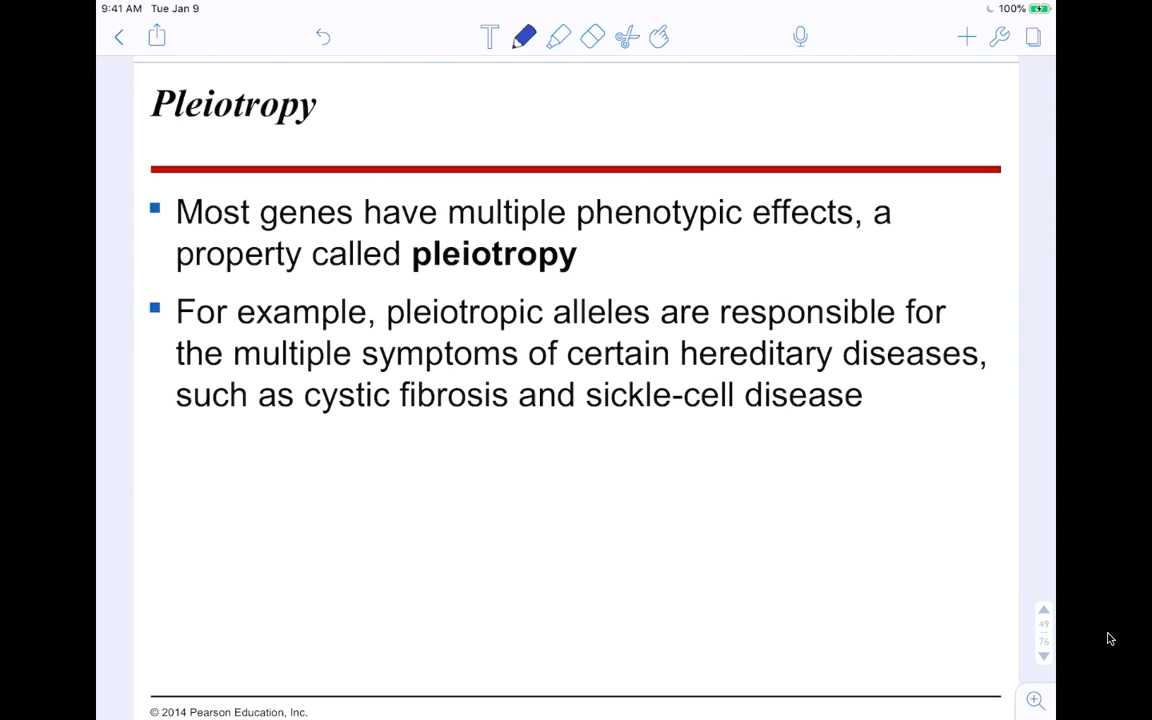 9:41 AM Tue Jan 9
100%
T
Pleiotropy
Most genes have multiple phenotypic effects, a
property called pleiotropy
For example, pleiotropic alleles are responsible for
the multiple symptoms of certain hereditary diseases,
such as cystic fibrosis and sickle-cell disease
49
76
© 2014 Pearson Education, Inc.